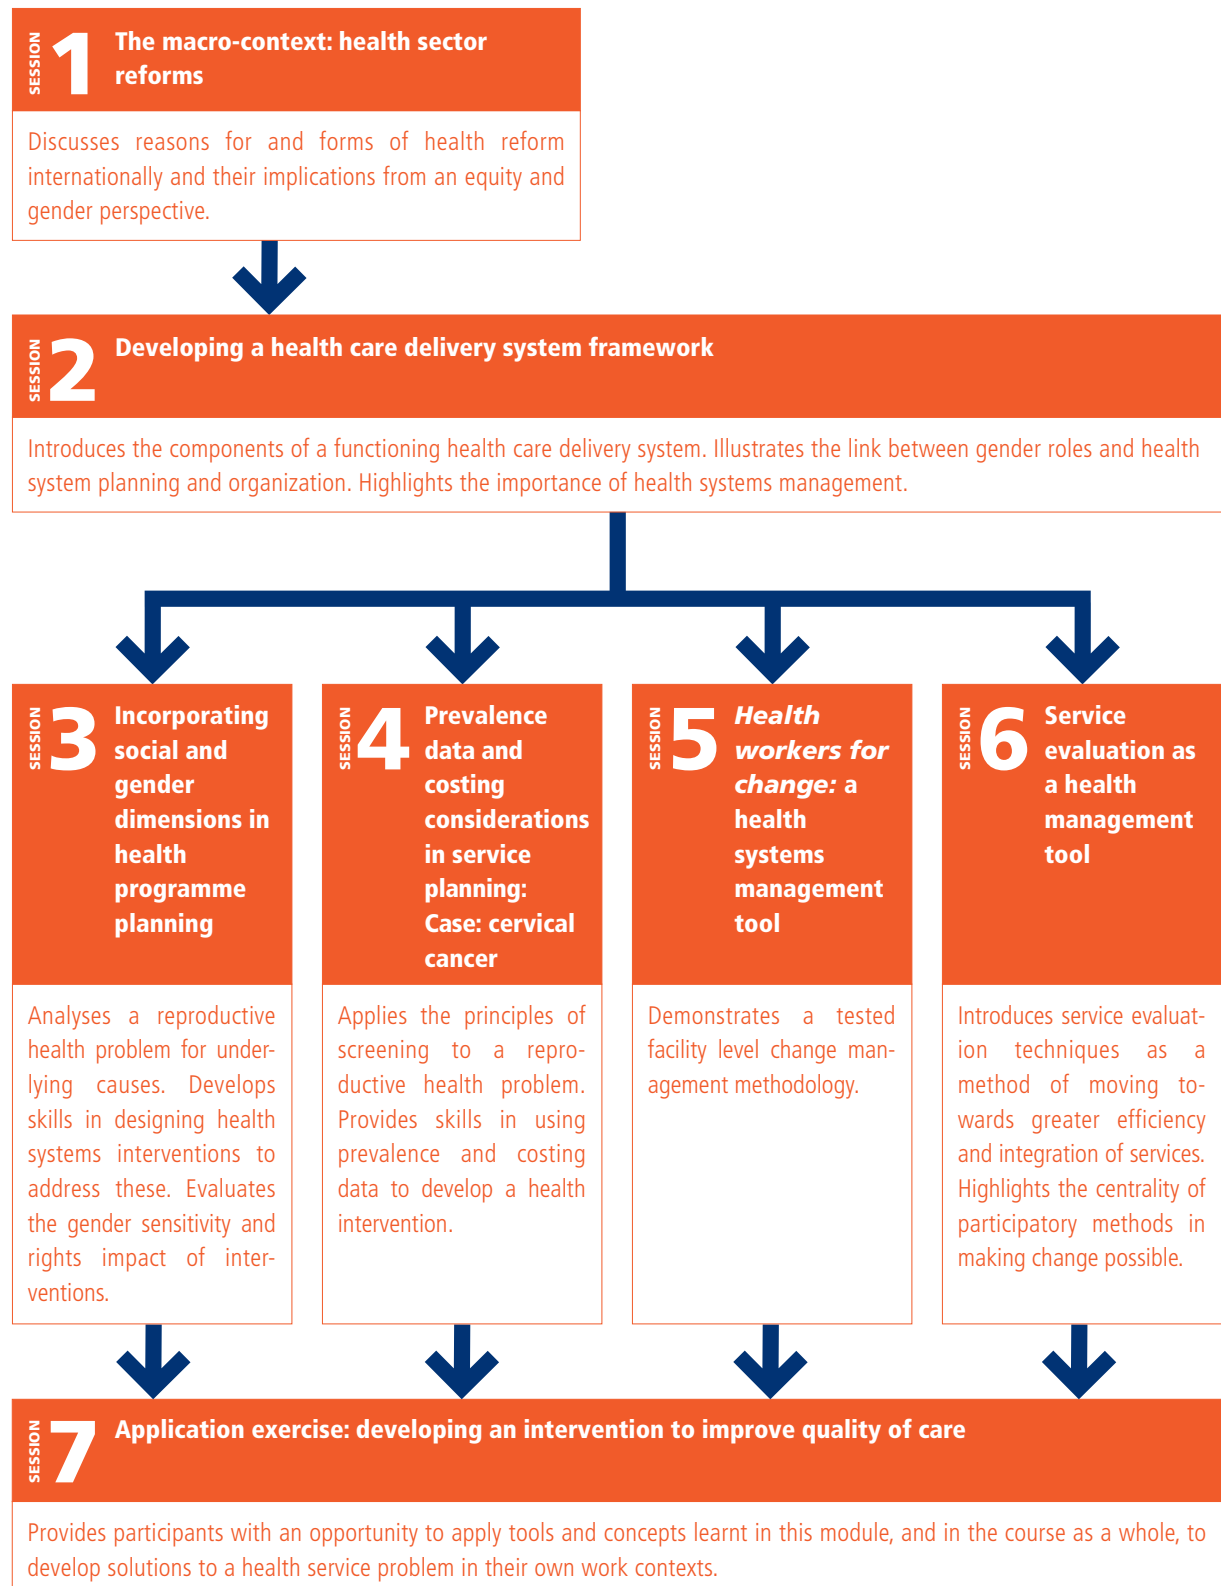 SESSION 1 The macro-context: health sector
reforms
Discusses reasons for and forms of health reform
internationally and their implications from an equity and
gender perspective.
SESSION 2 Developing a health care delivery system framework
Introduces the components of a functioning health care delivery system. Illustrates the link between gender roles and health
system planning and organization. Highlights the importance of health systems management.
SESSION 3 Incorporating
social and
gender
dimensions in
health
programme
planning
Analyses a reproductive
health problem for under-
lying causes. Develops
skills in designing health
systems interventions to
address these. Evaluates
the gender sensitivity and
rights impact of inter-
ventions.
SESSION 4 Prevalence
data and
costing
considerations
in service
planning:
Case: cervical
cancer
Applies the principles of
screening to a repro-
ductive health problem.
Provides skills in using
prevalence and costing
data to develop a health
intervention.
SESSION 5 Health
workers for
change: a
health
systems
management
tool
Demonstrates a tested
facility level change man-
agement methodology.
SESSION 6 Service
evaluation as
a health
management
tool
Introduces service evaluat-
ion techniques as a
method of moving to-
wards greater efficiency
and integration of services.
Highlights the centrality of
participatory methods in
making change possible.
SESSION 7 Application exercise: developing an intervention to improve quality of care
Provides participants with an opportunity to apply tools and concepts learnt in this module, and in the course as a whole, to
develop solutions to a health service problem in their own work contexts.